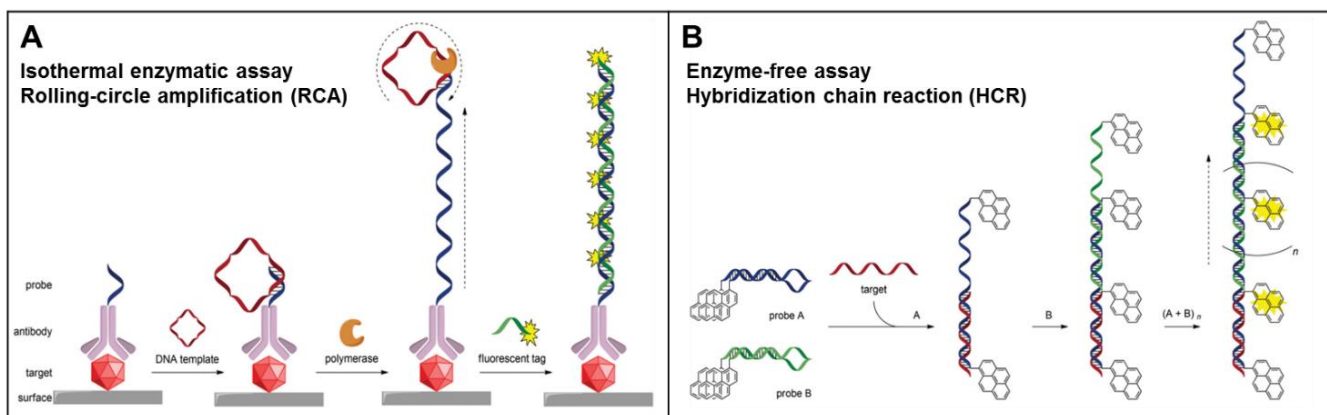 A
Isothermal enzymatic assay
Rolling-circle amplification (RCA)
probe
antibody
target
surface
DNA template
polymerase
fluorescent tag
B
Enzyme-free assay
Hybridization chain reaction (HCR)
probe A
probe B
target
A
B
(A + B) n
n